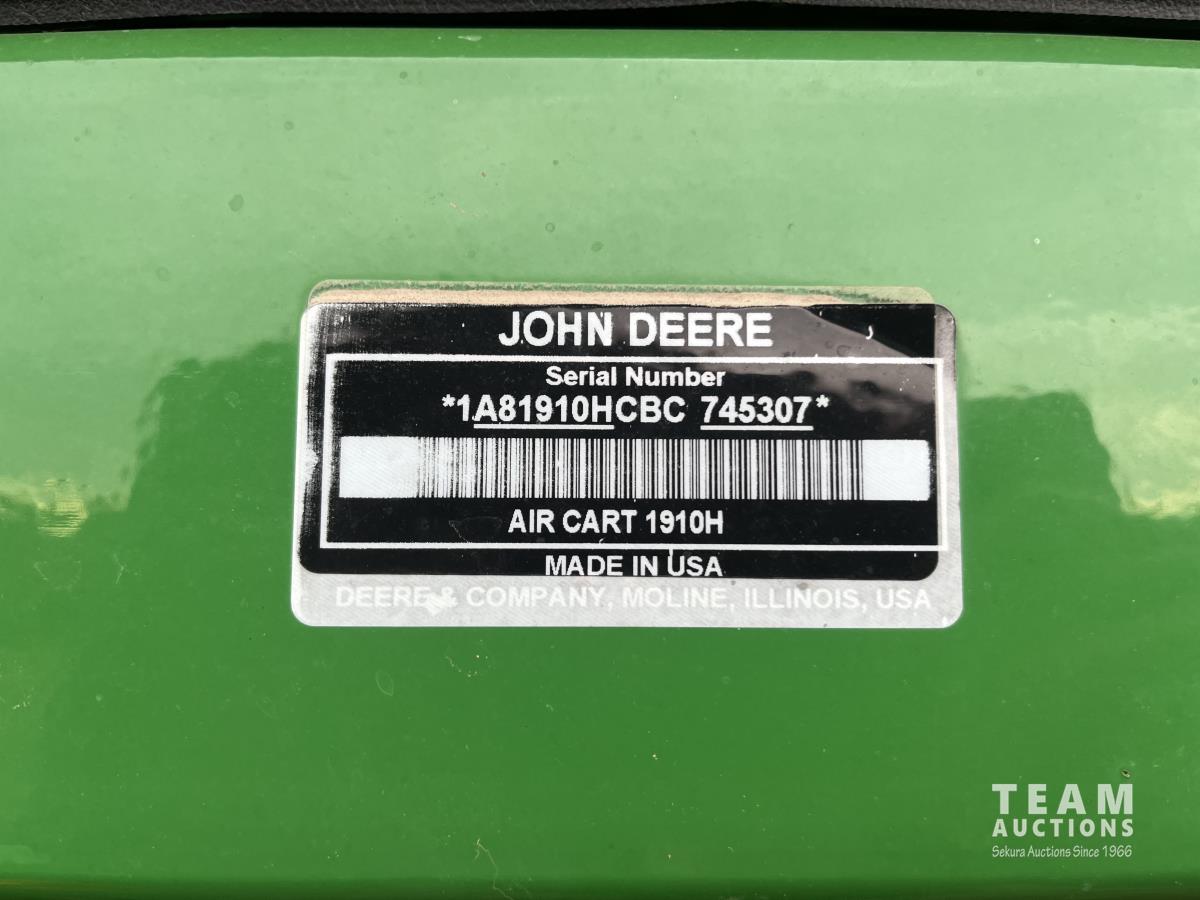 JOHN DEERE
Serial Number
*1A81910HCBC 745307*
AIR CART 1910H
MADE IN USA
DEERE & COMPANY, MOLINE, ILLINOIS, USA
TEAM
AUCTIONS
Sekura Auctions Since 1966